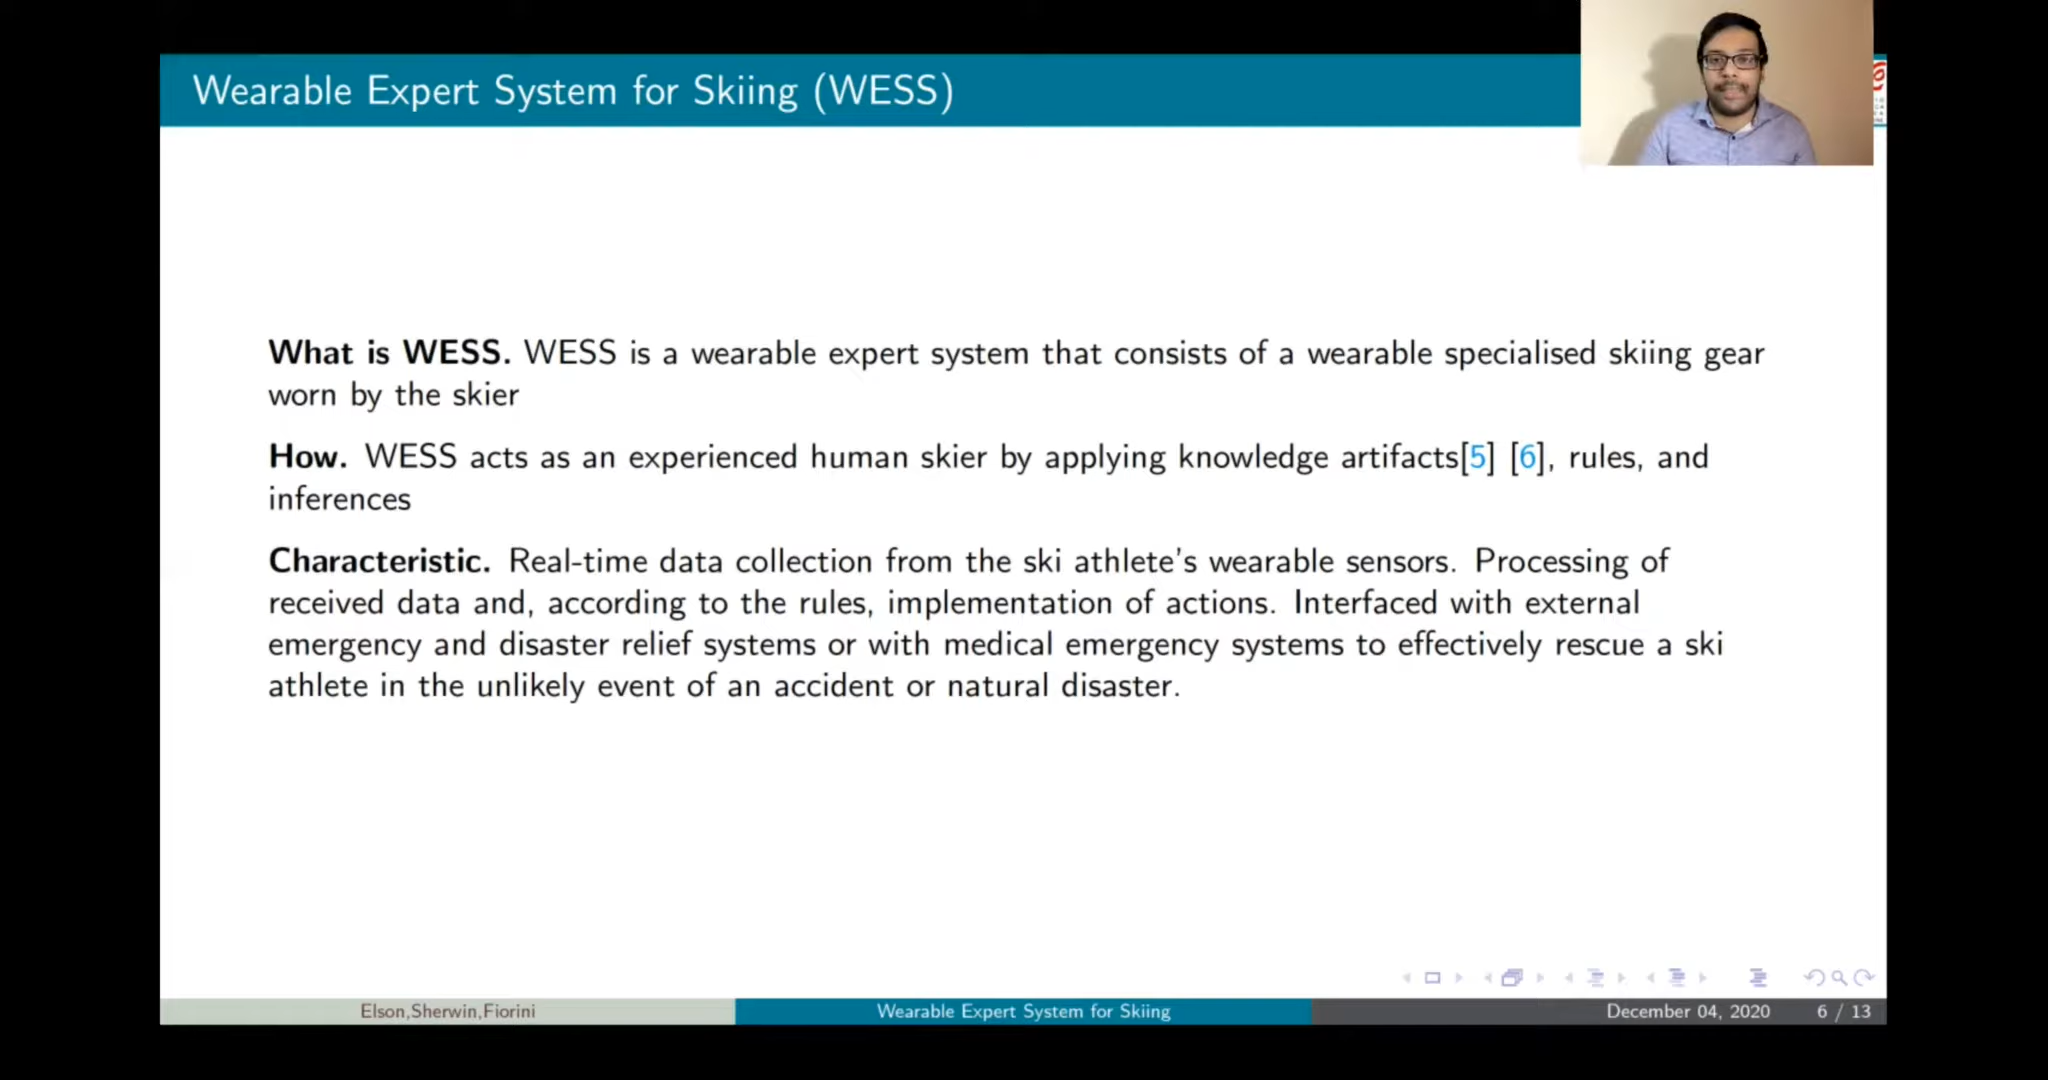 Wearable Expert System for Skiing (WESS)
What is WESS. WESS is a wearable expert system that consists of a wearable specialised skiing gear
worn by the skier
How. WESS acts as an experienced human skier by applying knowledge artifacts[5] [6], rules, and
inferences
Characteristic. Real-time data collection from the ski athlete's wearable sensors. Processing of
received data and, according to the rules, implementation of actions. Interfaced with external
emergency and disaster relief systems or with medical emergency systems to effectively rescue a ski
athlete in the unlikely event of an accident or natural disaster.
Elson,Sherwin,Fiorini
Wearable Expert System for Skiing
December 04, 2020
6 / 13